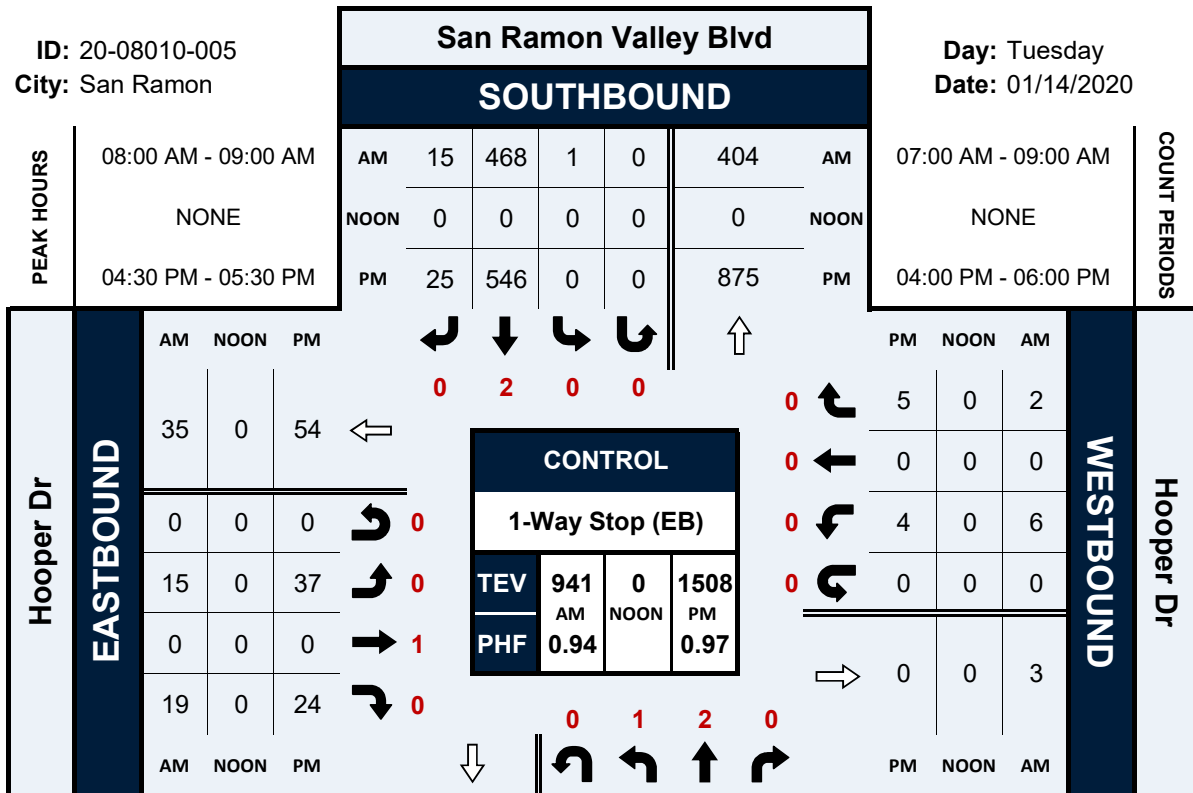 San Ramon Valley Blvd
ID: 20-08010-005
Day: Tuesday
City: San Ramon
Date: 01/14/2020
SOUTHBOUND
PEAK HOURS
08:00 AM - 09:00 AM
NONE
04:30 PM - 05:30 PM
AM 15 468 1 0 404 AM
NOON 0 0 0 0 0 NOON
PM 25 546 0 0 875 PM
07:00 AM - 09:00 AM
NONE
04:00 PM - 06:00 PM
COUNT PERIODS
0 2 0 0
Hooper Dr
EASTBOUND
AM NOON PM
35 0 54
0 0 0 0
15 0 37 0
0 0 0 1
19 0 24 0
AM NOON PM
CONTROL
1-Way Stop (EB)
TEV 941 0 1508
AM NOON PM
PHF 0.94 0.97
PM NOON AM
0 5 0 2
0 0 0 0
0 4 0 6
0 0 0 0
0 0 3
PM NOON AM
WESTBOUND
Hooper Dr
0 1 2 0